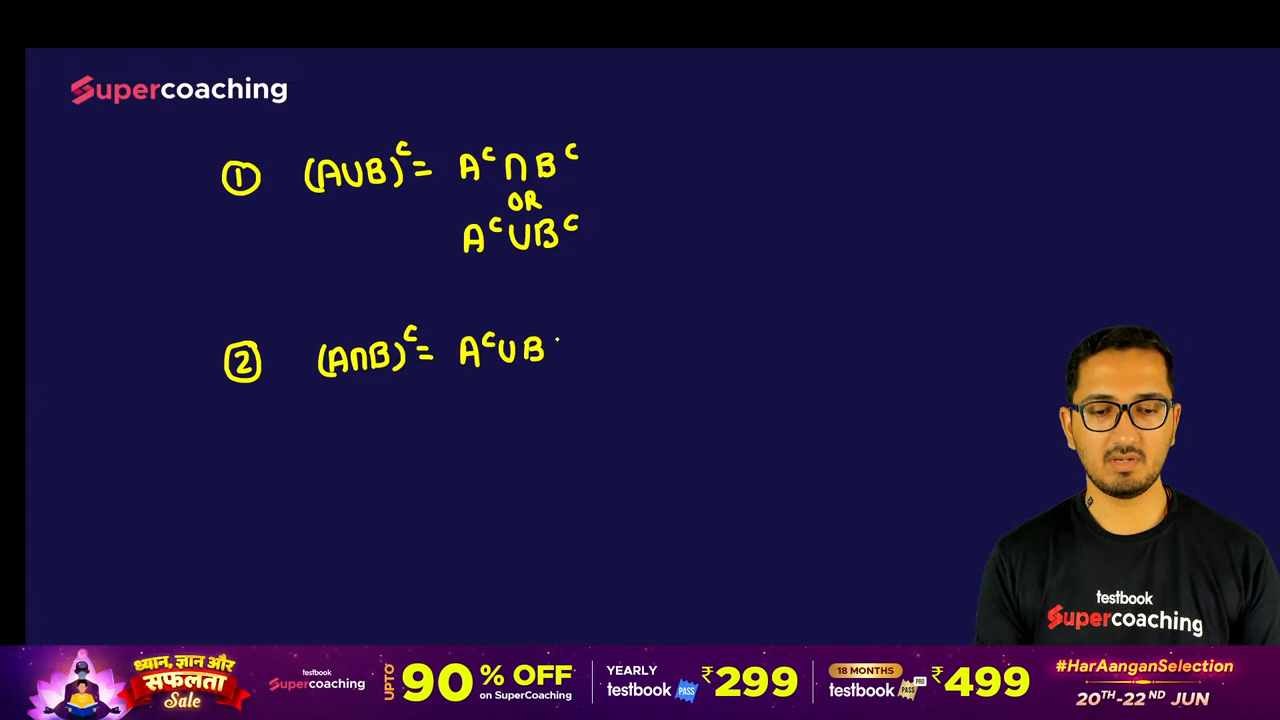 Supercoaching
① (A∪B)ᶜ = Aᶜ ∩ Bᶜ
OR
Aᶜ ∪ Bᶜ
② (A∩B)ᶜ = Aᶜ ∪ B
testbook
Supercoaching
ध्यान, ज्ञान और
सफलता
Sale
testbook
Supercoaching
UPTO 90% OFF
on SuperCoaching
YEARLY
testbook PASS ₹299
18 MONTHS
testbook PASS PRO ₹499
#HarAanganSelection
20TH-22ND JUN